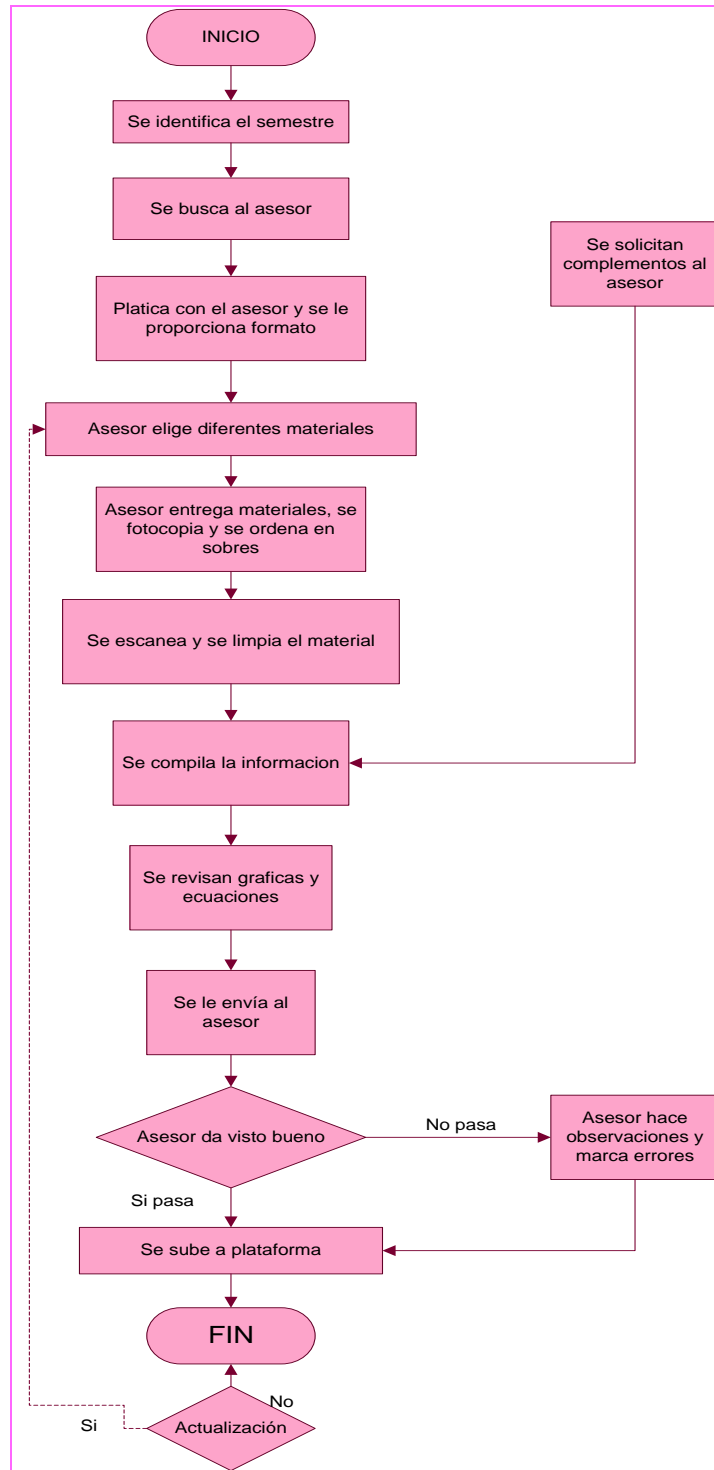 INICIO
Se identifica el semestre
Se busca al asesor
Se solicitan
complementos al
asesor
Platica con el asesor y se le
proporciona formato
Asesor elige diferentes materiales
Asesor entrega materiales, se
fotocopia y se ordena en
sobres
Se escanea y se limpia el material
Se compila la informacion
Se revisan graficas y
ecuaciones
Se le envía al
asesor
Asesor da visto bueno
No pasa
Asesor hace
observaciones y
marca errores
Si pasa
Se sube a plataforma
FIN
No
Si
Actualización